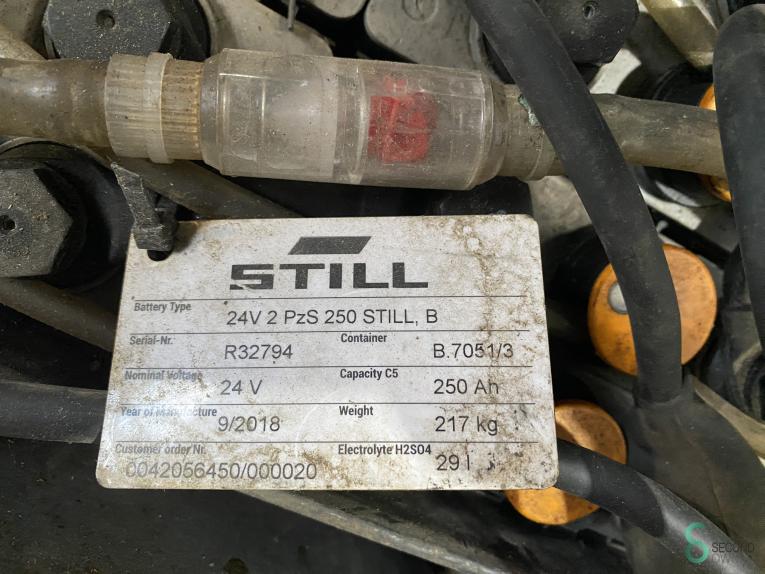 STILL
Battery Type
24V 2 PzS 250 STILL, B
Serial-Nr. R32794 Container B.7051/3
Nominal Voltage 24 V Capacity C5 250 Ah
Year of Manufacture 9/2018 Weight 217 kg
Customer order Nr. 0042056450/000020 Electrolyte H2SO4 29 l
SECOND